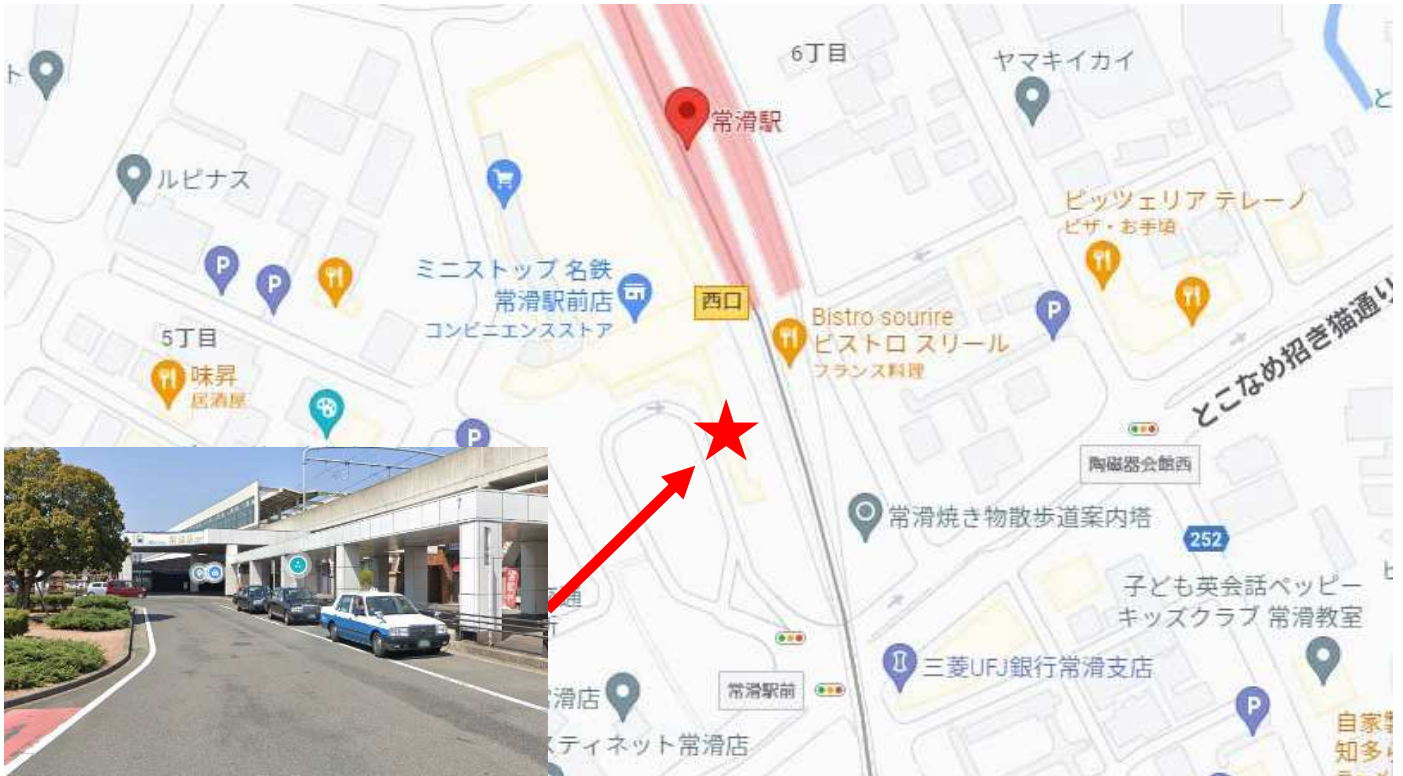 6丁目
ヤマキイカイ
ト
と
常滑駅
ルピナス
ピッツェリア テレーノ
ピザ・お手頃
P
P
ミニストップ 名鉄
常滑駅前店
コンビニエンスストア
西口
P
Bistro sourire
ビストロ スリール
フランス料理
5丁目
味昇
居酒屋
とこなめ招き猫通り
P
陶磁器会館西
常滑焼き物散歩道案内塔
252
子ども英会話ペッピー
キッズクラブ 常滑教室
三菱UFJ銀行常滑支店
常滑駅前
滑店
スティネット常滑店
P
自家製
知多